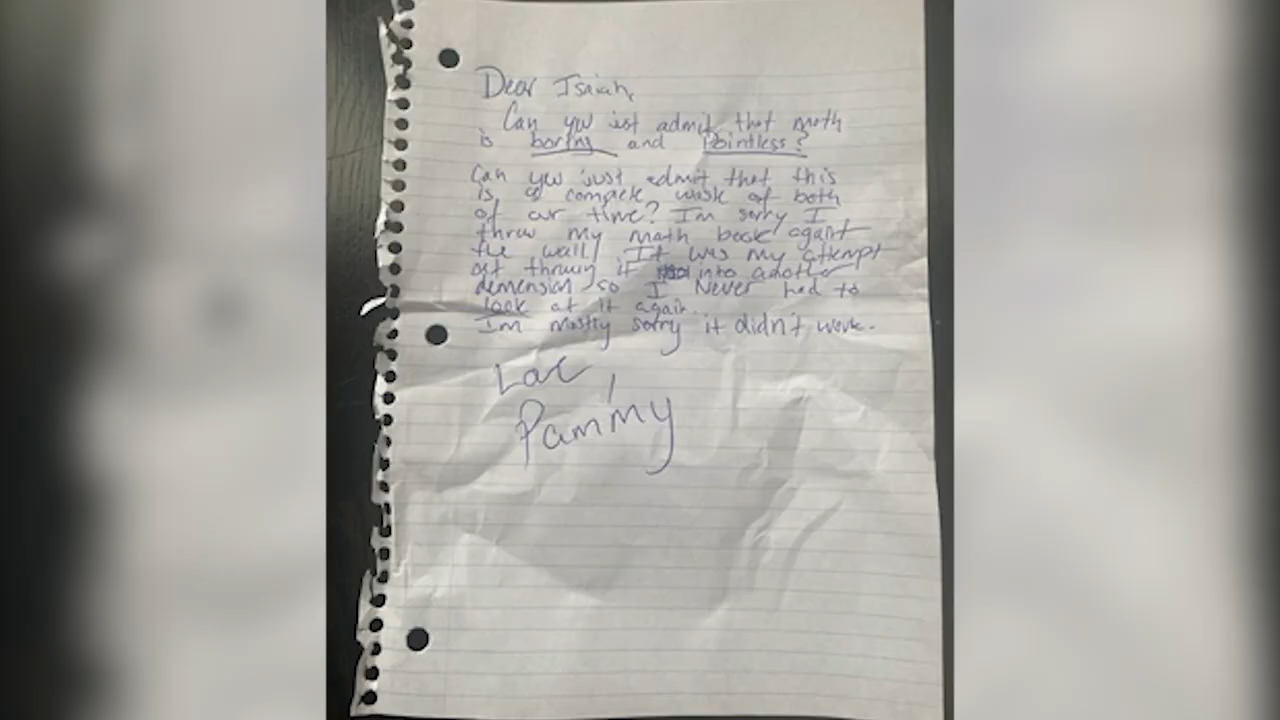 Dear Isaiah,
Can you just admit that math
is boring and Pointless?
Can you just admit that this
is a complete waste of both
of our time? I'm sorry I
threw my math book against
the wall! It was my attempt
at throwing it into another
demension so I Never had to
look at it again.
I'm mostly sorry it didn't work.
Love,
Pammy